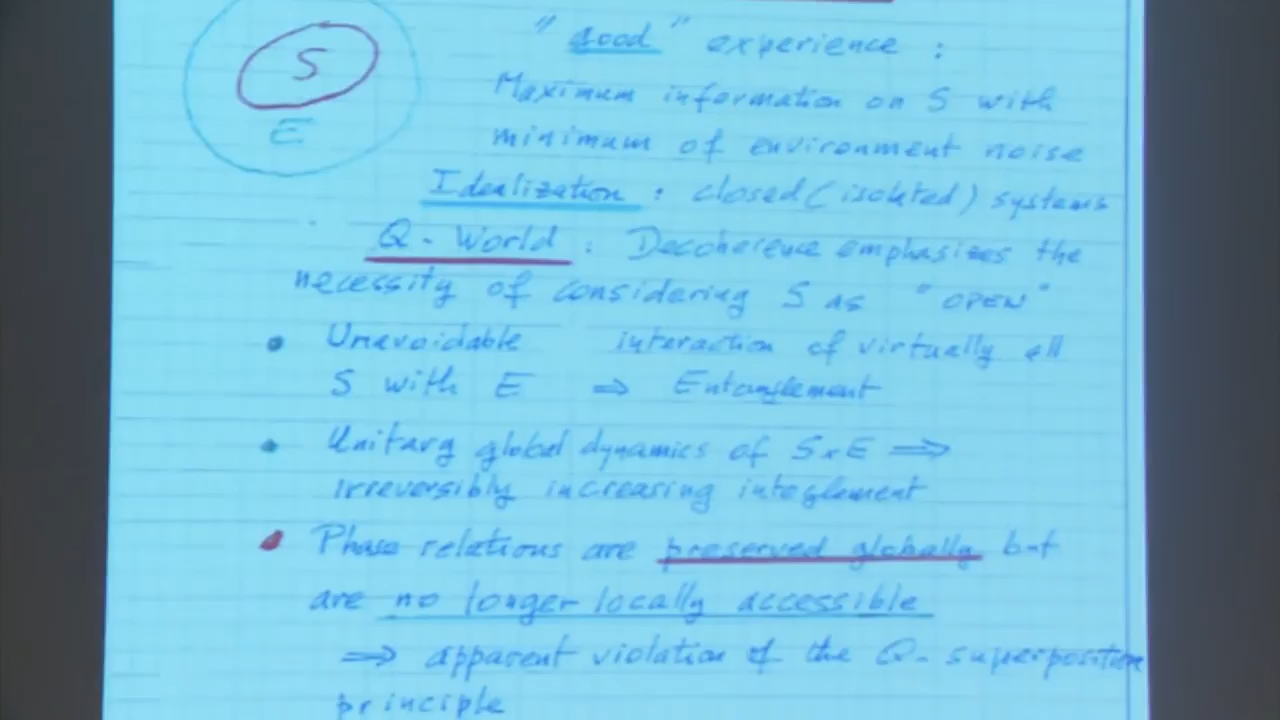 S
E
"good" experience :
Maximum information on S with
minimum of environment noise
Idealization : closed (isolated) systems
Q - World : Decoherence emphasizes the
necessity of considering S as "OPEN"
• Unavoidable interaction of virtually all
S with E ⇒ Entanglement
• Unitary global dynamics of S×E ⇒
irreversibly increasing integlement
• Phase relations are preserved globally but
are no longer locally accessible
⇒ apparent violation of the Q- superposition
principle